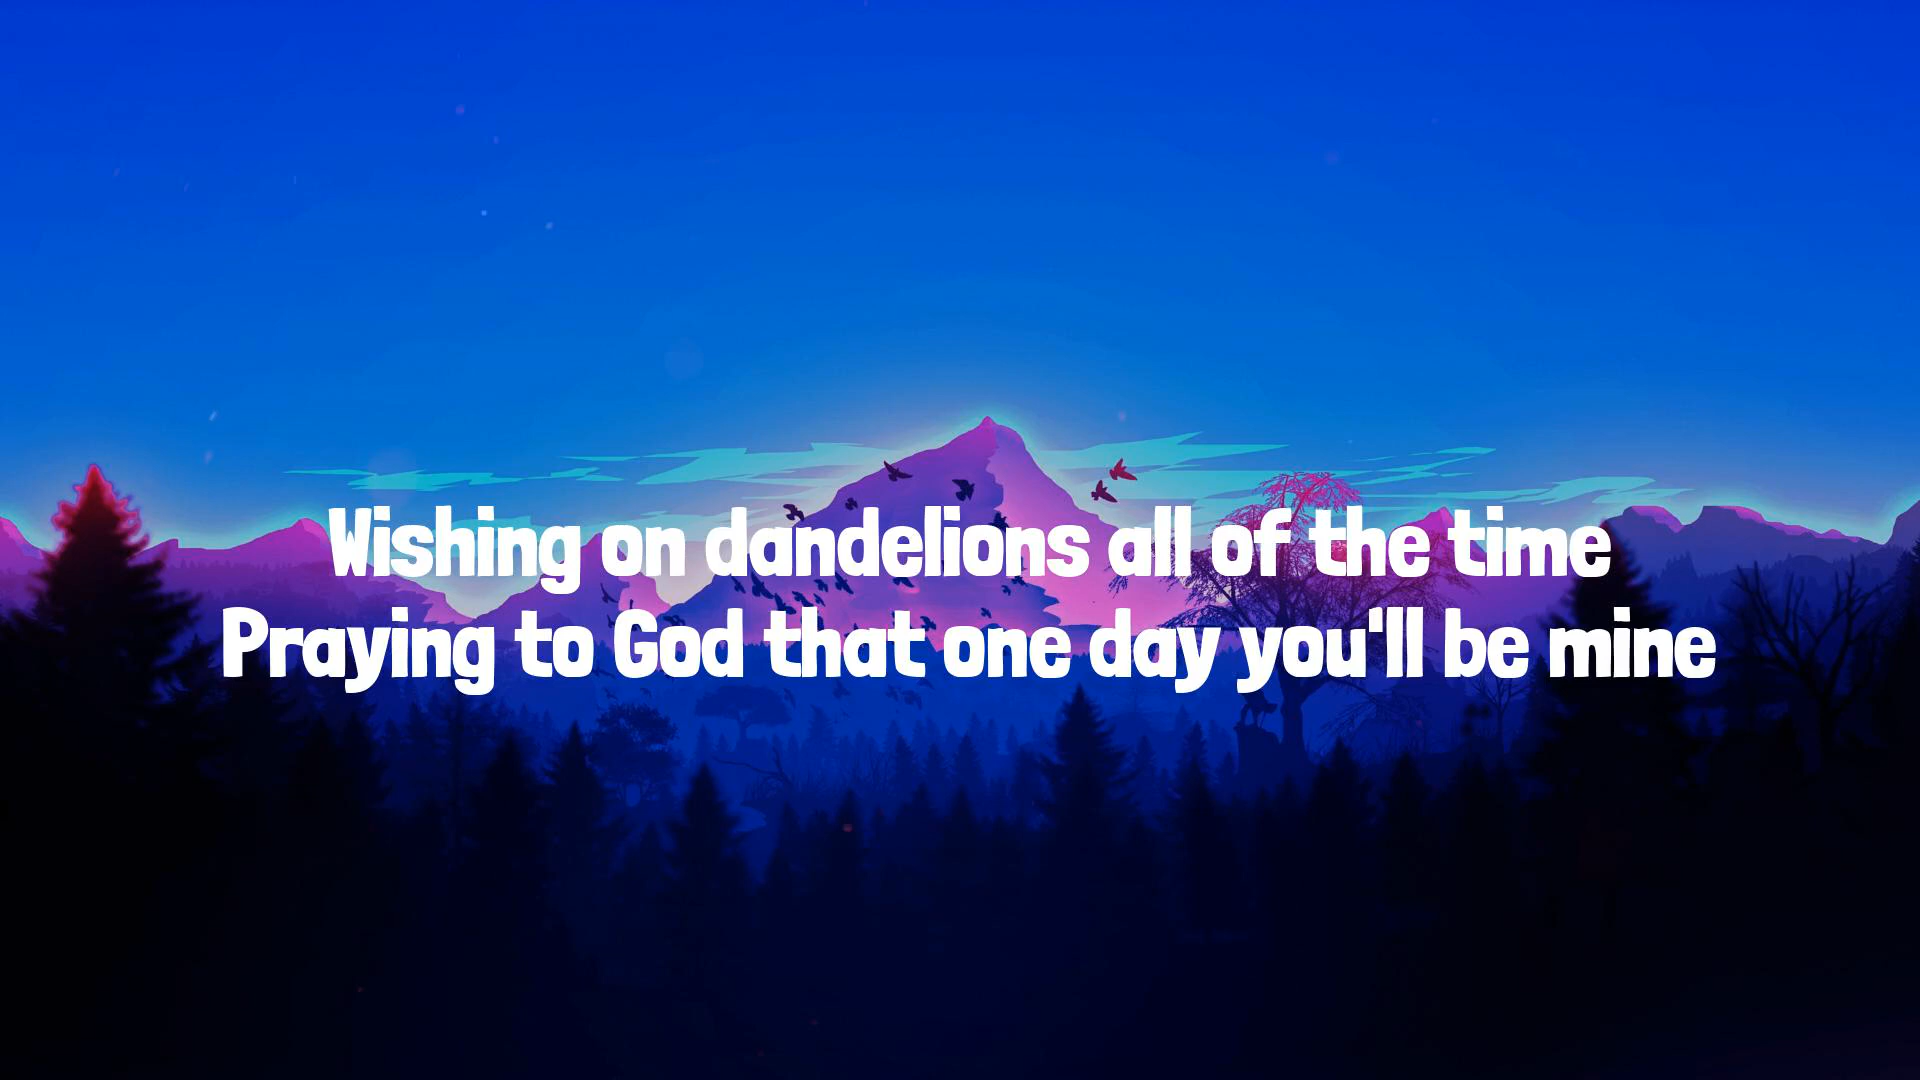 Wishing on dandelions all of the time
Praying to God that one day you'll be mine